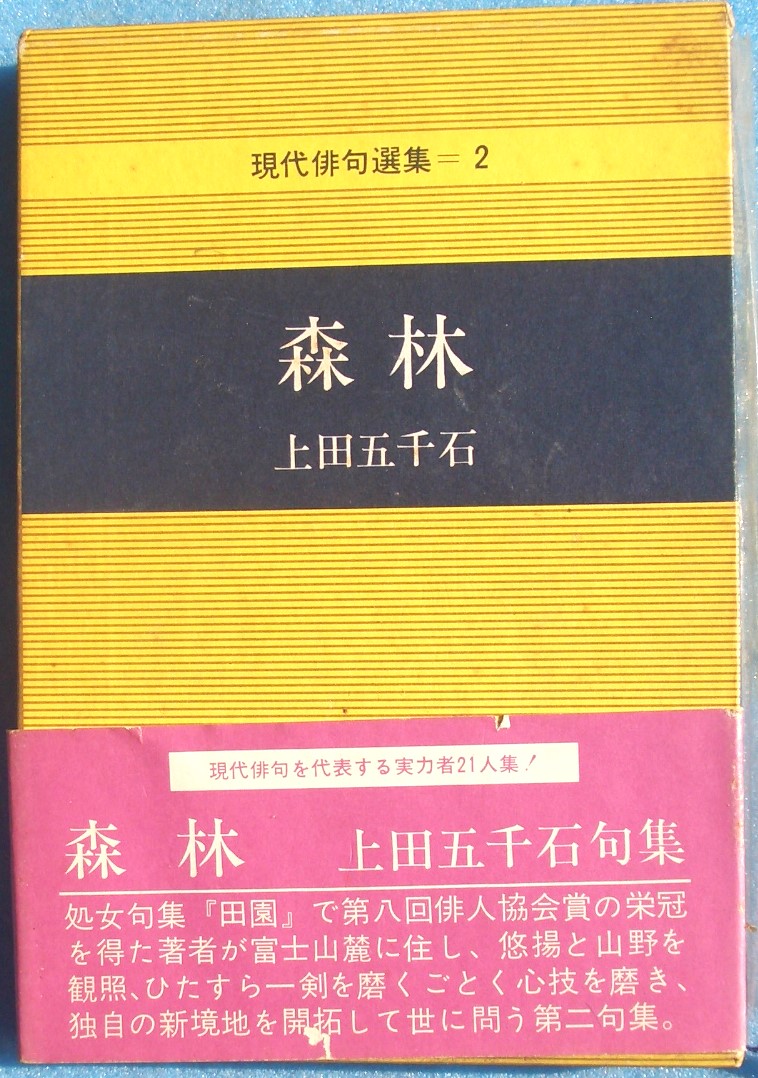 現代俳句選集＝2
森林
上田五千石
現代俳句を代表する実力者21人集！
森林　上田五千石句集
処女句集『田園』で第八回俳人協会賞の栄冠
を得た著者が富士山麓に住し、悠揚と山野を
観照、ひたすら一剣を磨くごとく心技を磨き、
独自の新境地を開拓して世に問う第二句集。